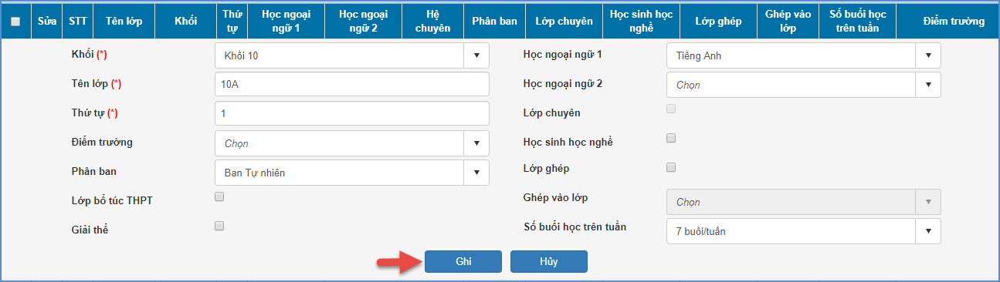 Sửa STT Tên lớp Khối Thứ tự Học ngoại ngữ 1 Học ngoại ngữ 2 Hệ chuyên Phân ban Lớp chuyên Học sinh học nghề Lớp ghép Ghép vào lớp Số buổi học trên tuần Điểm trường
Khối (*) Khối 10 Học ngoại ngữ 1 Tiếng Anh
Tên lớp (*) 10A Học ngoại ngữ 2 Chọn
Thứ tự (*) 1 Lớp chuyên
Điểm trường Chọn Học sinh học nghề
Phân ban Ban Tự nhiên Lớp ghép
Lớp bổ túc THPT Ghép vào lớp Chọn
Giải thể Số buổi học trên tuần 7 buổi/tuần
Ghi Hủy